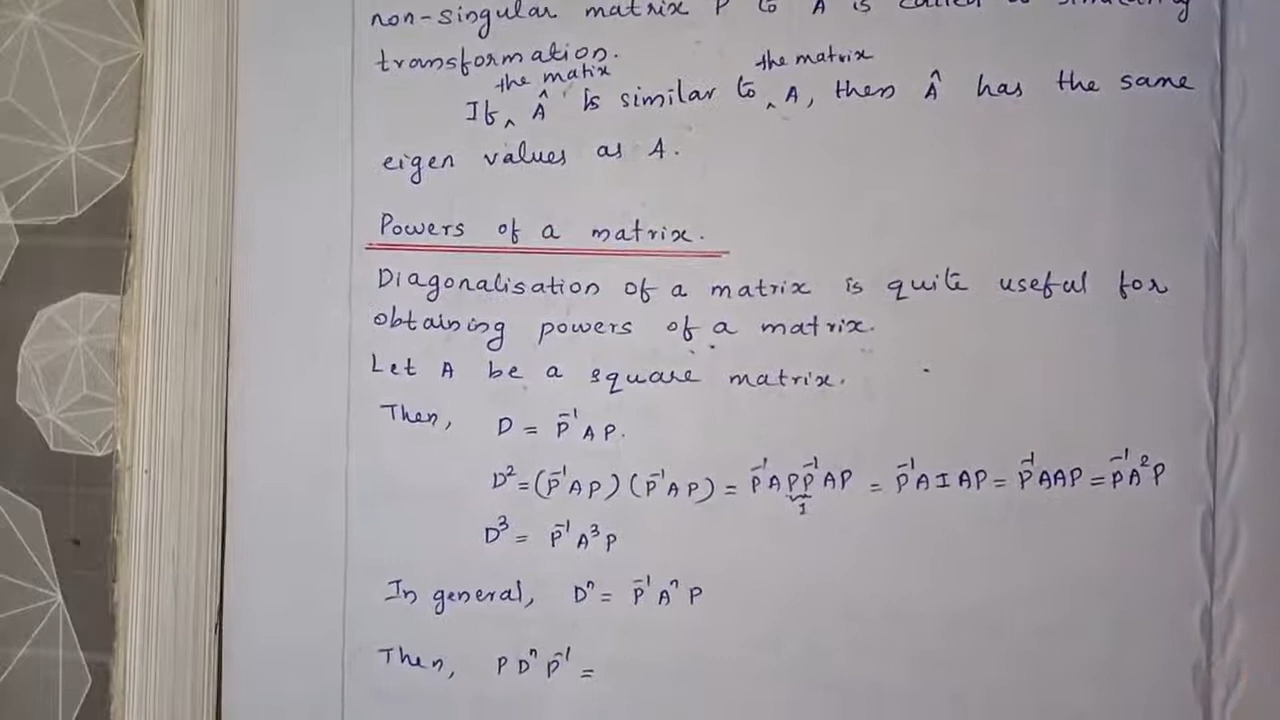 non-singular matrix P to A is called a similarity
transformation.
the matix the matrix
If ‸ Â is similar to ‸ A, then Â has the same
eigen values as A.
Powers of a matrix.
Diagonalisation of a matrix is quite useful for
obtaining powers of a matrix.
Let A be a square matrix.
Then, D = P⁻¹AP.
D² = (P⁻¹AP)(P⁻¹AP) = P⁻¹APP⁻¹AP = P⁻¹AIAP = P⁻¹AAP = P⁻¹A²P
I
D³ = P⁻¹A³P
In general, Dⁿ = P⁻¹AⁿP
Then, PDⁿP⁻¹ =